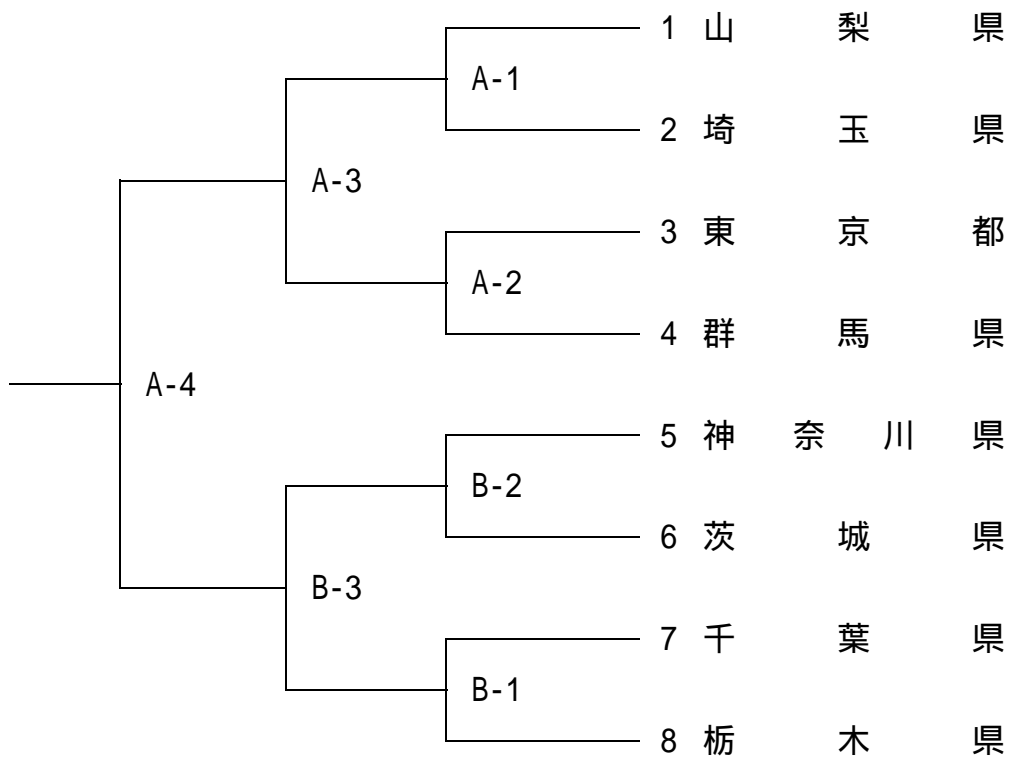 1 山梨県
A-1
2 埼玉県
A-3
3 東京都
A-2
4 群馬県
A-4
5 神奈川県
B-2
6 茨城県
B-3
7 千葉県
B-1
8 栃木県